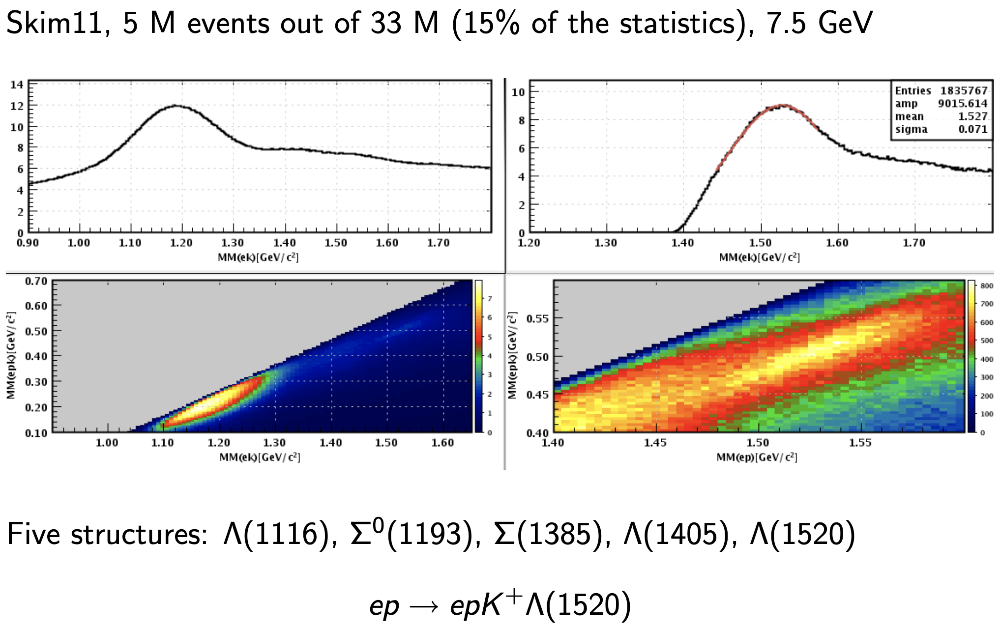 Skim11, 5 M events out of 33 M (15% of the statistics), 7.5 GeV
14
12
10
8
6
4
2
0
0.90 1.00 1.10 1.20 1.30 1.40 1.50 1.60 1.70
MM(ek)[GeV/c²]
10
8
6
4
2
0
Entries 1835767
amp 9015.614
mean 1.527
sigma 0.071
1.20 1.30 1.40 1.50 1.60 1.70
MM(ek)[GeV/c²]
MM(epk)[GeV/c²]
0.70
0.60
0.50
0.40
0.30
0.20
0.10
1.00 1.10 1.20 1.30 1.40 1.50 1.60
MM(ek)[GeV/c²]
7
6
5
4
3
2
1
0
MM(epk)[GeV/c²]
0.55
0.50
0.45
0.40
1.40 1.45 1.50 1.55
MM(ep)[GeV/c²]
800
700
600
500
400
300
200
100
0
Five structures: Λ(1116), Σ⁰(1193), Σ(1385), Λ(1405), Λ(1520)
ep → epK⁺Λ(1520)